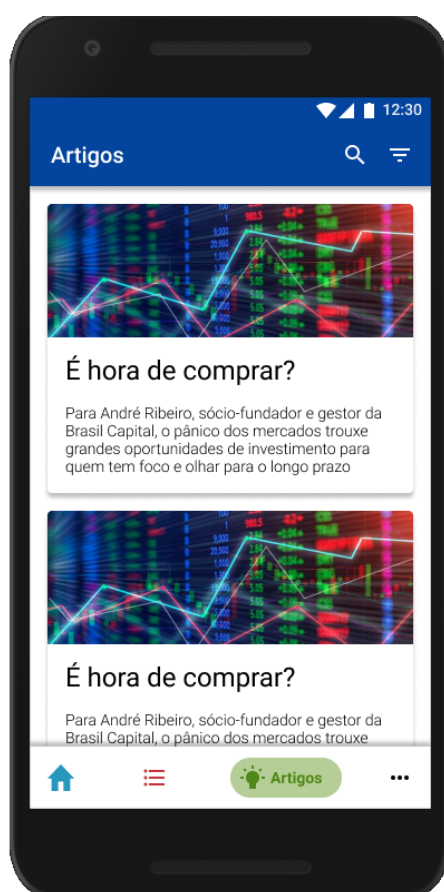 12:30
Artigos
É hora de comprar?
Para André Ribeiro, sócio-fundador e gestor da
Brasil Capital, o pânico dos mercados trouxe
grandes oportunidades de investimento para
quem tem foco e olhar para o longo prazo
É hora de comprar?
Para André Ribeiro, sócio-fundador e gestor da
Brasil Capital, o pânico dos mercados trouxe
Artigos